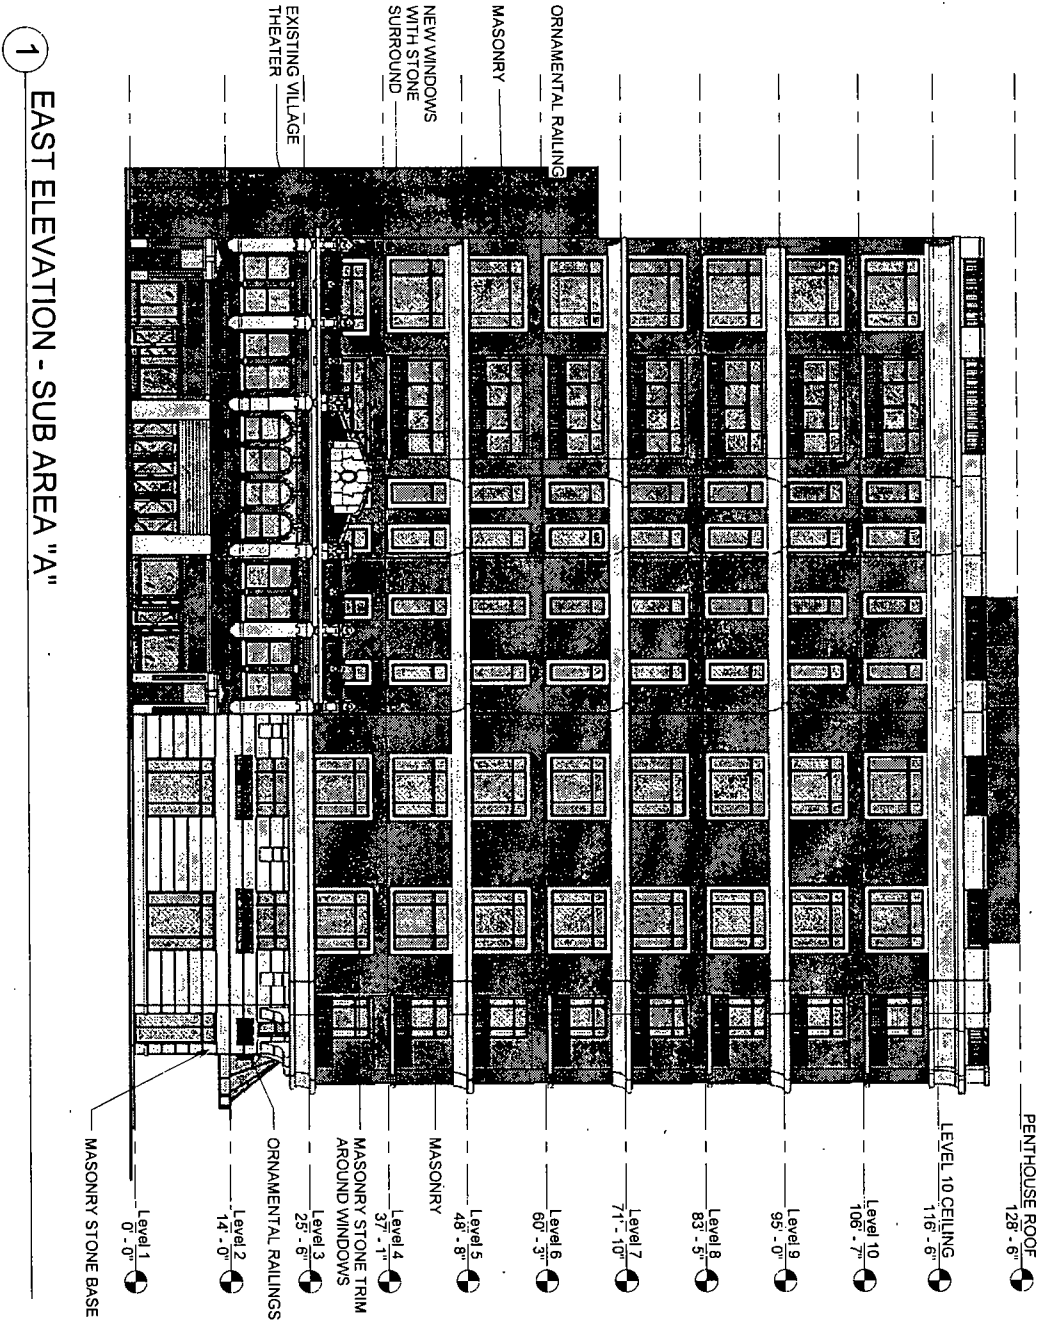 ORNAMENTAL RAILING
MASONRY
NEW WINDOWS
WITH STONE
SURROUND
EXISTING VILLAGE
THEATER
PENTHOUSE ROOF
128' - 6"
LEVEL 10 CEILING
116' - 6"
Level 10
106' - 7"
Level 9
95' - 0"
Level 8
83' - 5"
Level 7
71' - 10"
Level 6
60' - 3"
Level 5
48' - 8"
MASONRY
Level 4
37' - 1"
MASONRY STONE TRIM
AROUND WINDOWS
Level 3
25' - 6"
ORNAMENTAL RAILINGS
Level 2
14' - 0"
Level 1
0' - 0"
MASONRY STONE BASE
1
EAST ELEVATION - SUB AREA "A"